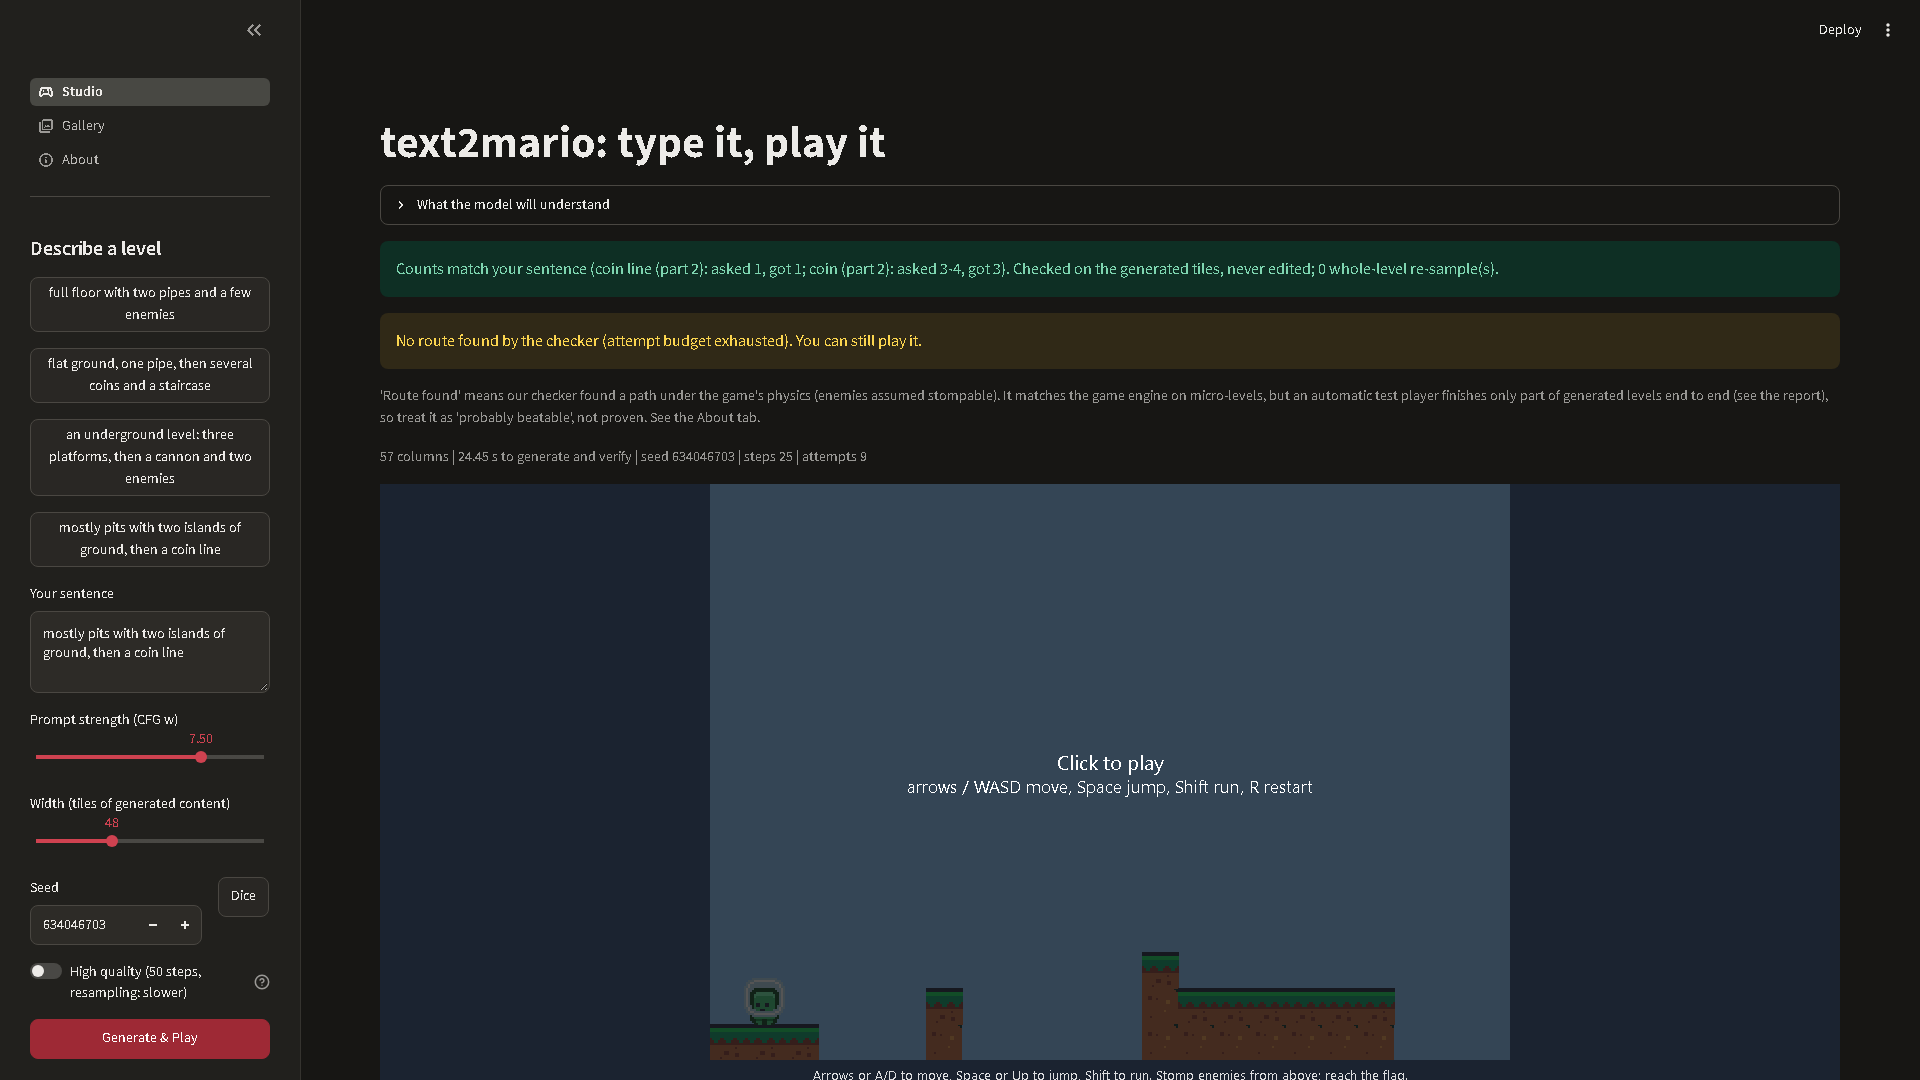 Deploy
Studio
Gallery
About
Describe a level
full floor with two pipes and a few
enemies
flat ground, one pipe, then several
coins and a staircase
an underground level: three
platforms, then a cannon and two
enemies
mostly pits with two islands of
ground, then a coin line
Your sentence
mostly pits with two islands of
ground, then a coin line
Prompt strength (CFG w)
7.50
Width (tiles of generated content)
48
Seed
634046703
Dice
High quality (50 steps,
resampling: slower)
Generate & Play
text2mario: type it, play it
What the model will understand
Counts match your sentence (coin line (part 2): asked 1, got 1; coin (part 2): asked 3-4, got 3). Checked on the generated tiles, never edited; 0 whole-level re-sample(s).
No route found by the checker (attempt budget exhausted). You can still play it.
'Route found' means our checker found a path under the game's physics (enemies assumed stompable). It matches the game engine on micro-levels, but an automatic test player finishes only part of generated levels end to end (see the report),
so treat it as 'probably beatable', not proven. See the About tab.
57 columns | 24.45 s to generate and verify | seed 634046703 | steps 25 | attempts 9
Click to play
arrows / WASD move, Space jump, Shift run, R restart
Arrows or A/D to move, Space or Up to jump, Shift to run. Stomp enemies from above; reach the flag.